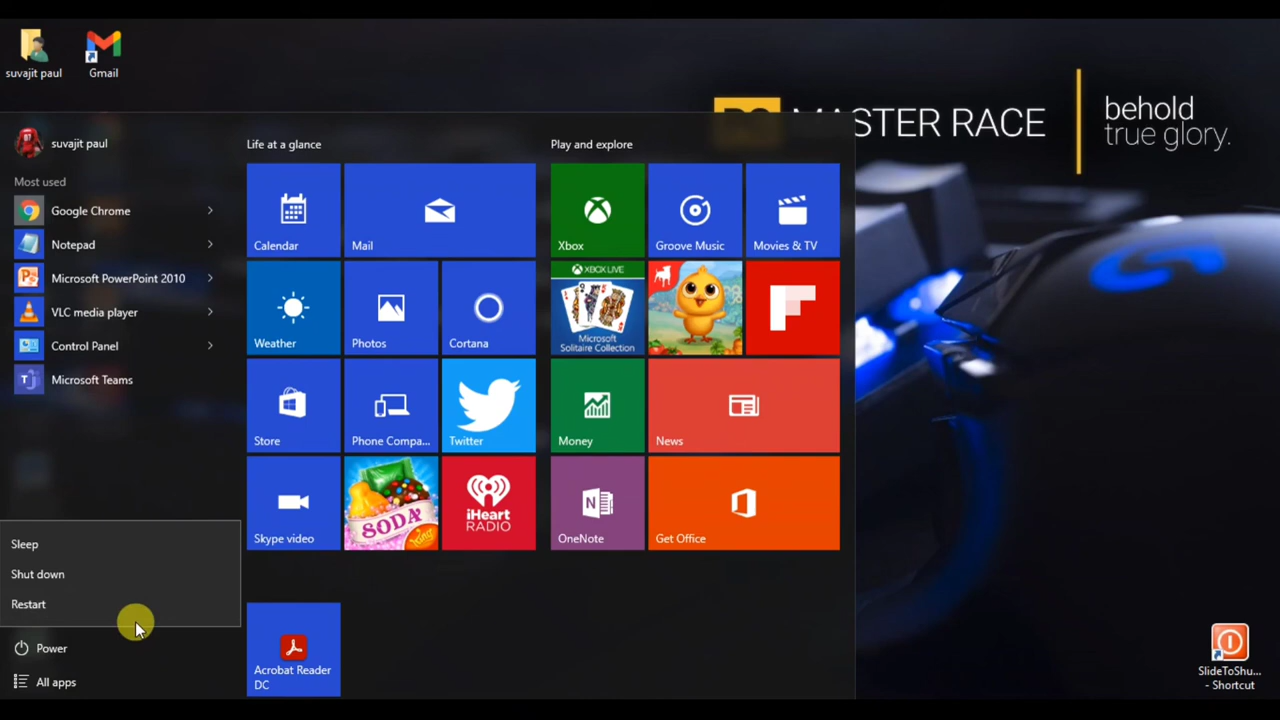 suvajit paul
Gmail
MASTER RACE
behold
true glory.
suvajit paul
Most used
Google Chrome
Notepad
Microsoft PowerPoint 2010
VLC media player
Control Panel
Microsoft Teams
Sleep
Shut down
Restart
Power
All apps
Life at a glance
Calendar
Mail
Weather
Photos
Cortana
Store
Phone Compa...
Twitter
Skype video
SODA
King
iHeart
RADIO
Acrobat Reader
DC
Play and explore
Xbox
Groove Music
Movies & TV
XBOX LIVE
Microsoft
Solitaire Collection
Money
News
OneNote
Get Office
SlideToShu...
- Shortcut